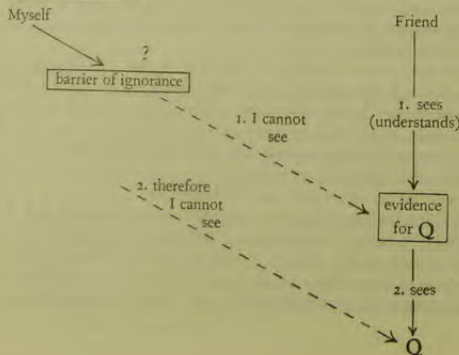 Myself
Friend
?
barrier of ignorance
1. I cannot
see
1. sees
(understands)
2. therefore
I cannot
see
evidence
for Q
2. sees
Q